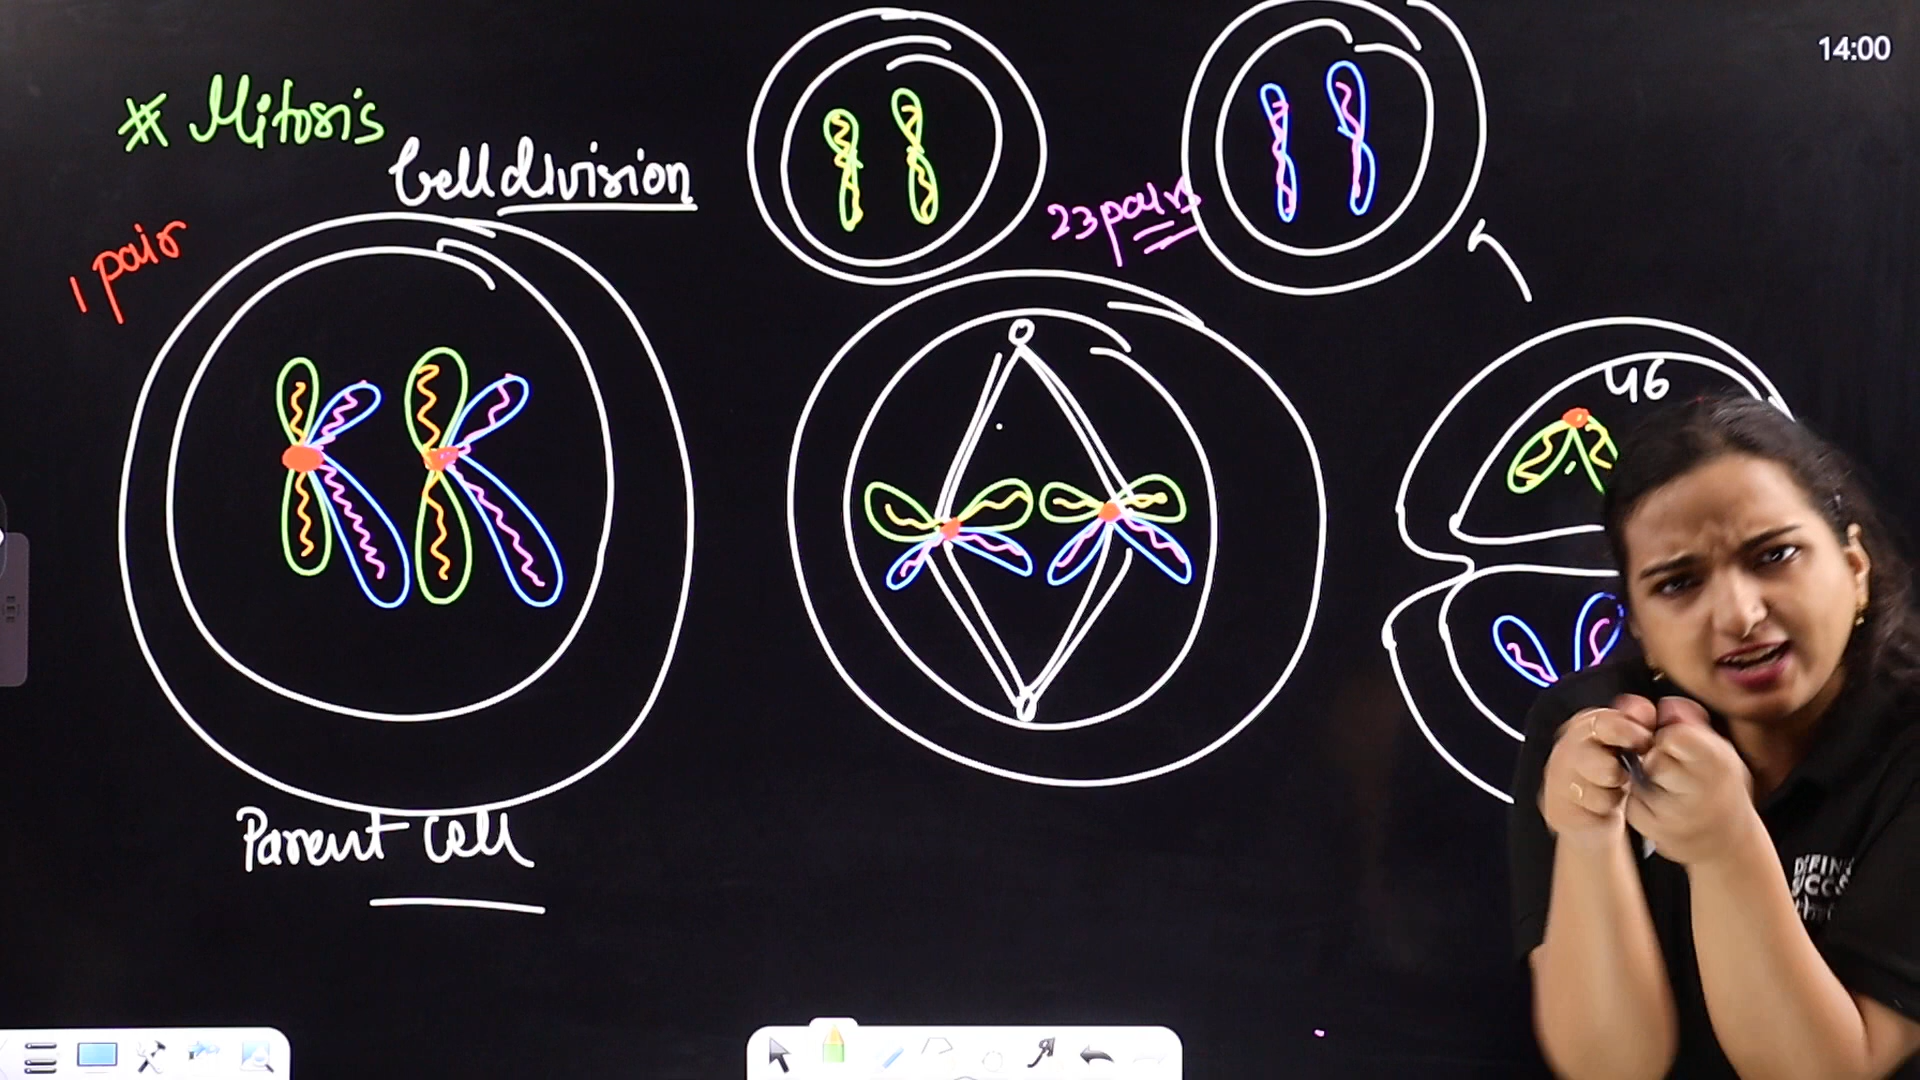 14:00
# Mitosis
Cell division
1 pair
23 pairs
46
Parent Cell